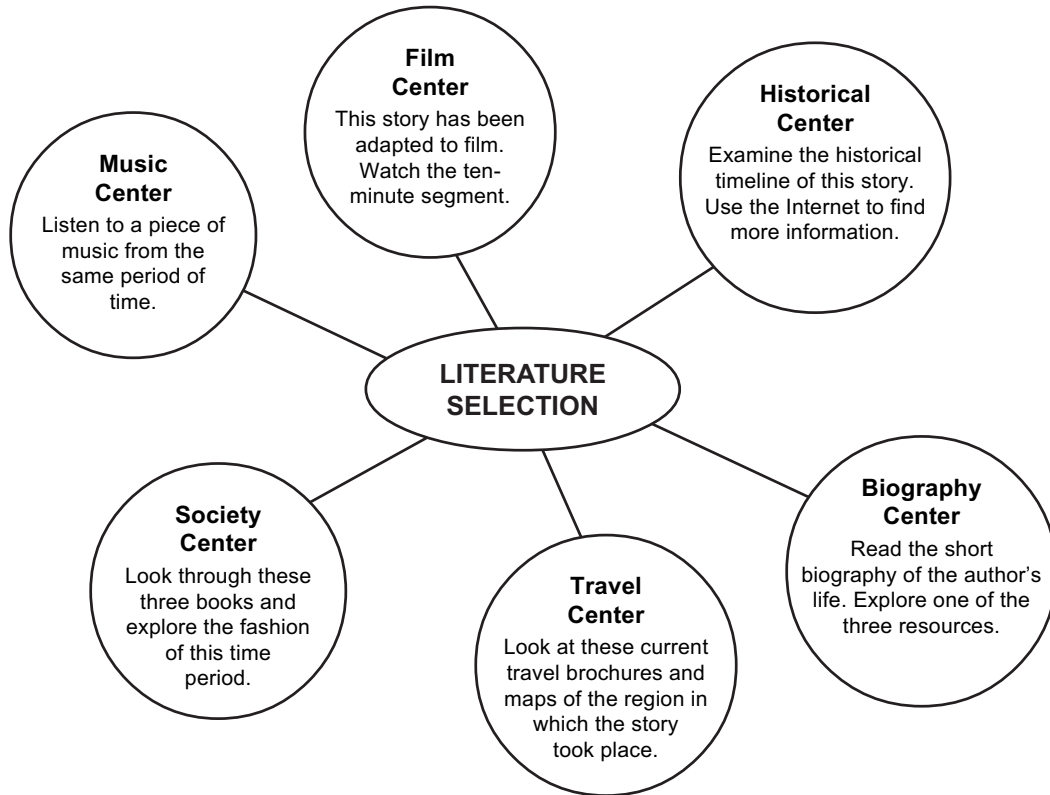 Film
Center
This story has been
adapted to film.
Watch the ten-
minute segment.
Historical
Center
Examine the historical
timeline of this story.
Use the Internet to find
more information.
Music
Center
Listen to a piece of
music from the
same period of
time.
LITERATURE
SELECTION
Society
Center
Look through these
three books and
explore the fashion
of this time
period.
Travel
Center
Look at these current
travel brochures and
maps of the region in
which the story
took place.
Biography
Center
Read the short
biography of the author's
life. Explore one of the
three resources.